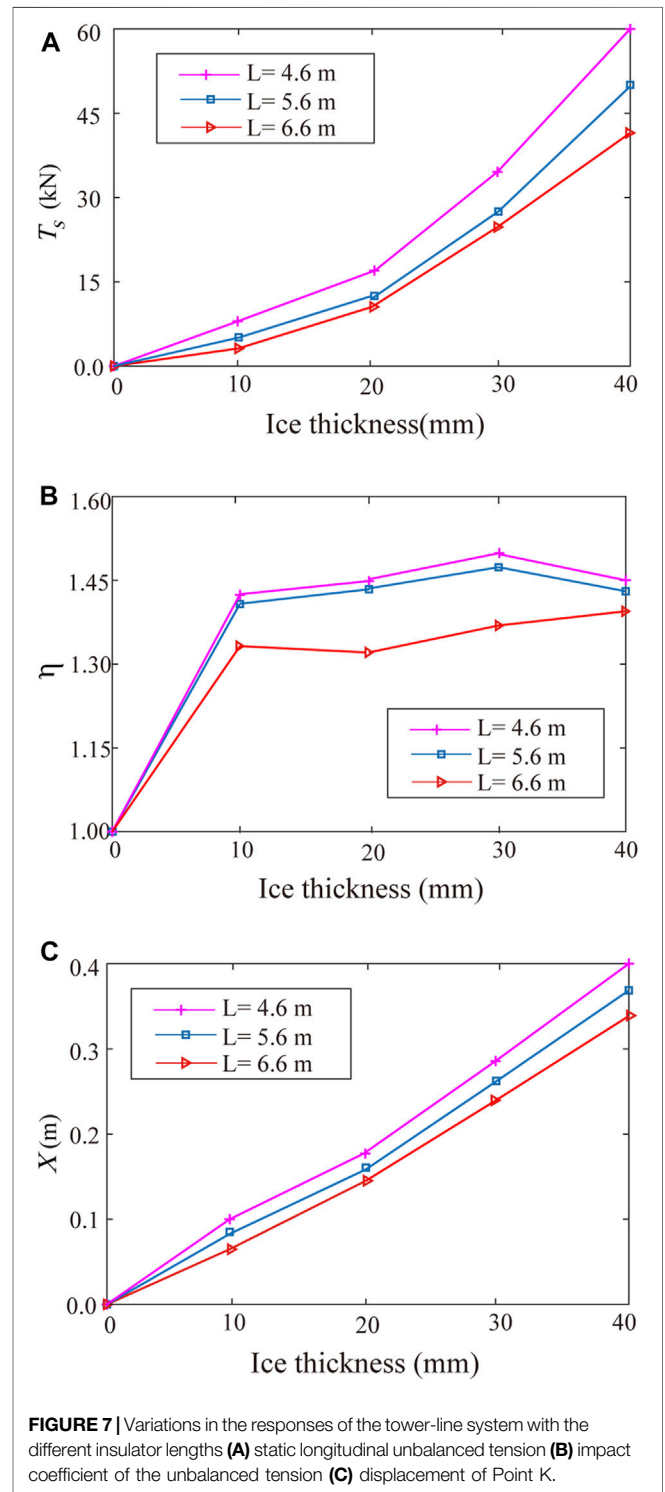 A
60
45
30
15
0.0
T_s (kN)
L= 4.6 m
L= 5.6 m
L= 6.6 m
0 10 20 30 40
Ice thickness(mm)
B
1.60
1.45
1.30
1.15
1.00
η
L= 4.6 m
L= 5.6 m
L= 6.6 m
0 10 20 30 40
Ice thickness (mm)
C
0.4
0.3
0.2
0.1
0.0
X(m)
L= 4.6 m
L= 5.6 m
L= 6.6 m
0 10 20 30 40
Ice thickness (mm)
FIGURE 7 | Variations in the responses of the tower-line system with the
different insulator lengths (A) static longitudinal unbalanced tension (B) impact
coefficient of the unbalanced tension (C) displacement of Point K.